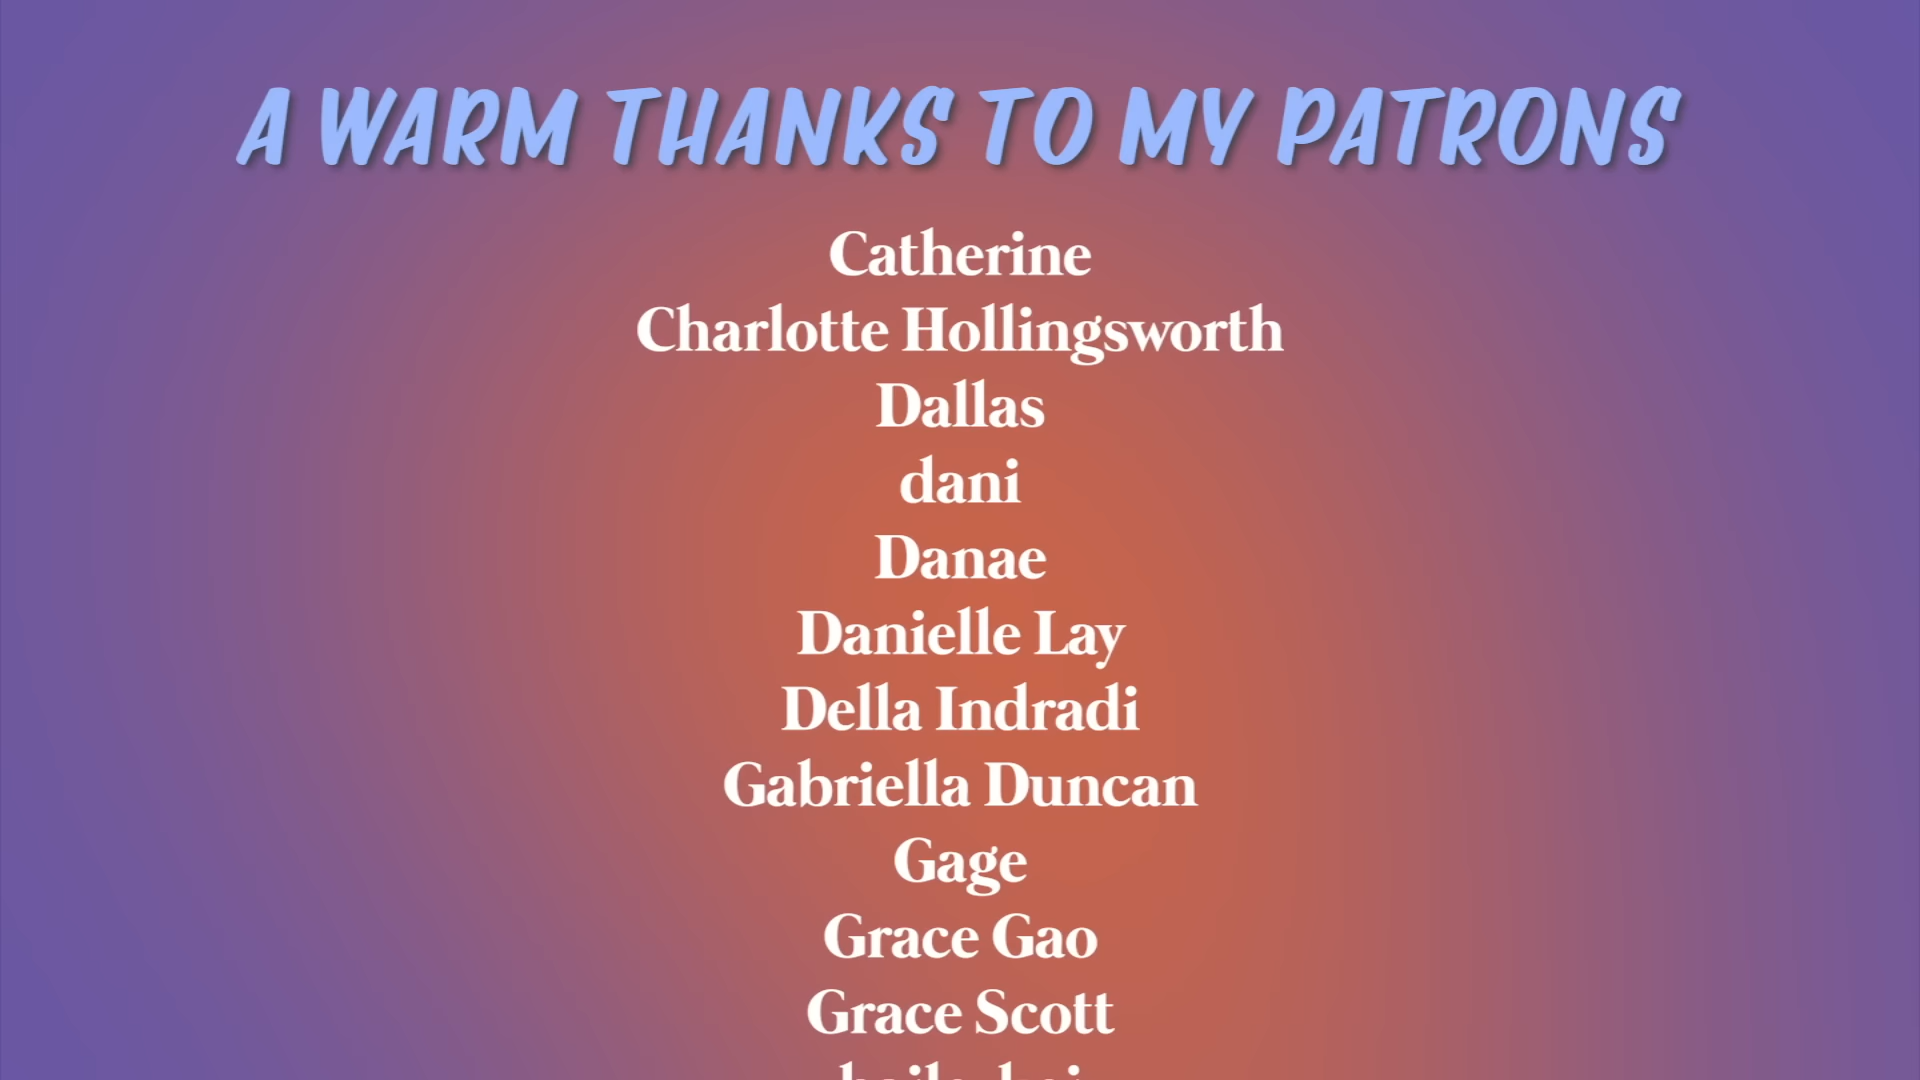 A WARM THANKS TO MY PATRONS
Catherine
Charlotte Hollingsworth
Dallas
dani
Danae
Danielle Lay
Della Indradi
Gabriella Duncan
Gage
Grace Gao
Grace Scott